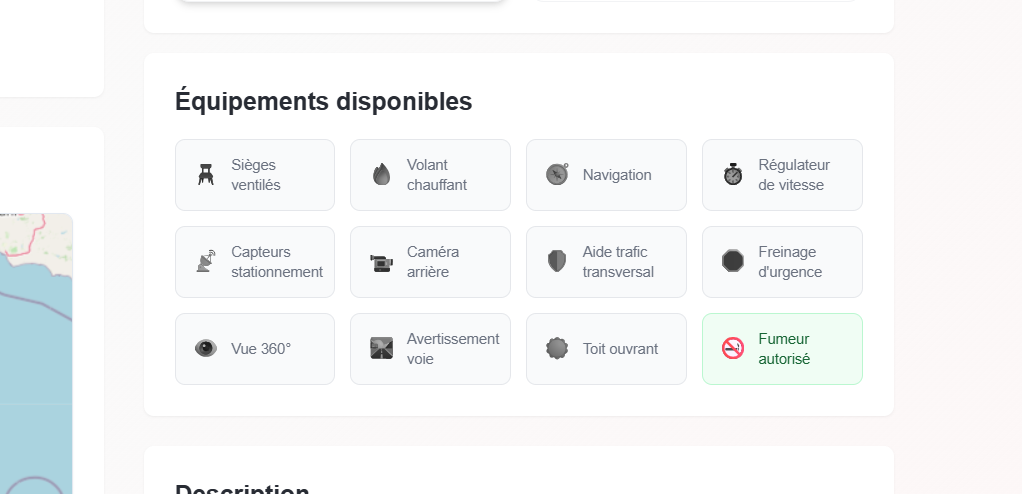 Équipements disponibles
Sièges
ventilés
Volant
chauffant
Navigation
Régulateur
de vitesse
Capteurs
stationnement
Caméra
arrière
Aide trafic
transversal
Freinage
d'urgence
Vue 360°
Avertissement
voie
Toit ouvrant
Fumeur
autorisé
Description